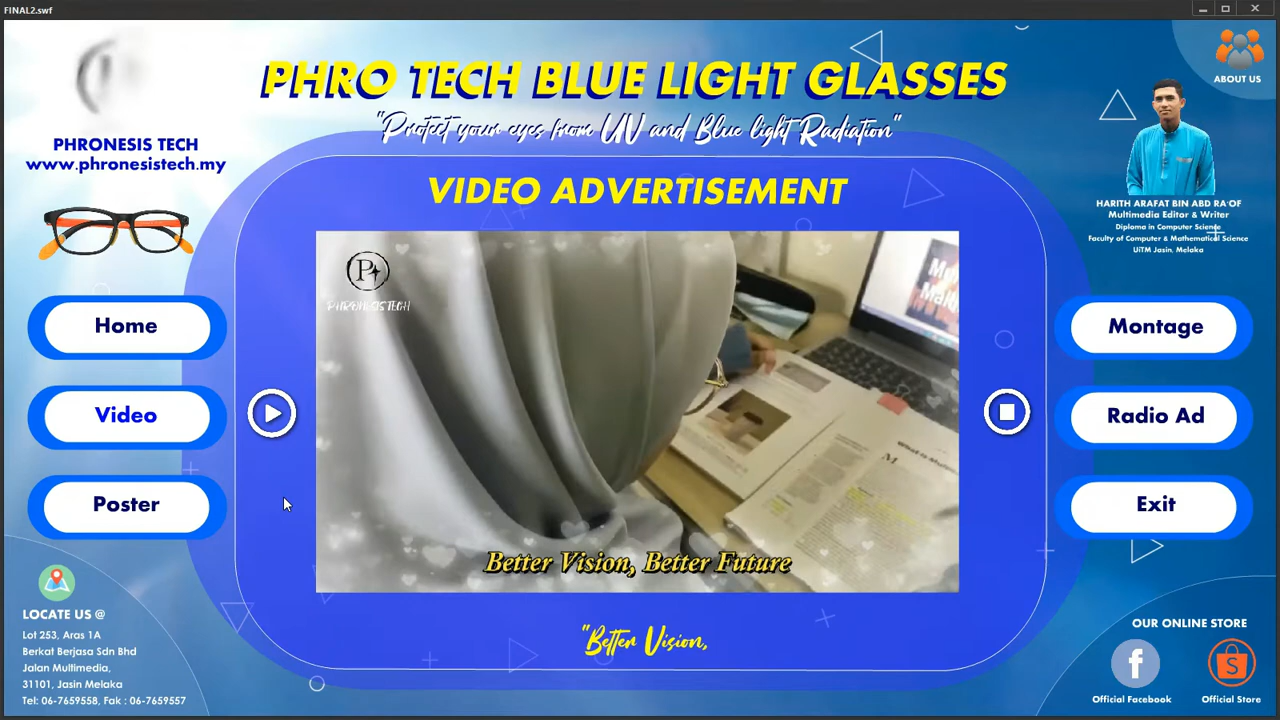 FINAL2.swf
ABOUT US
PHRO TECH BLUE LIGHT GLASSES
"Protect your eyes from UV and Blue light Radiation"
PHRONESIS TECH
www.phronesistech.my
VIDEO ADVERTISEMENT
HARITH ARAFAT BIN ABD RA'OF
Multimedia Editor & Writer
Diploma in Computer Science
Faculty of Computer & Mathematical Science
UiTM Jasin, Melaka
P
PHRONESISTECH
Home
Video
Poster
Montage
Radio Ad
Exit
Better Vision, Better Future
"Better Vision,
LOCATE US @
Lot 253, Aras 1A
Berkat Berjasa Sdn Bhd
Jalan Multimedia,
31101, Jasin Melaka
Tel: 06-7659558, Fak : 06-7659557
OUR ONLINE STORE
f
S
Official Facebook
Official Store